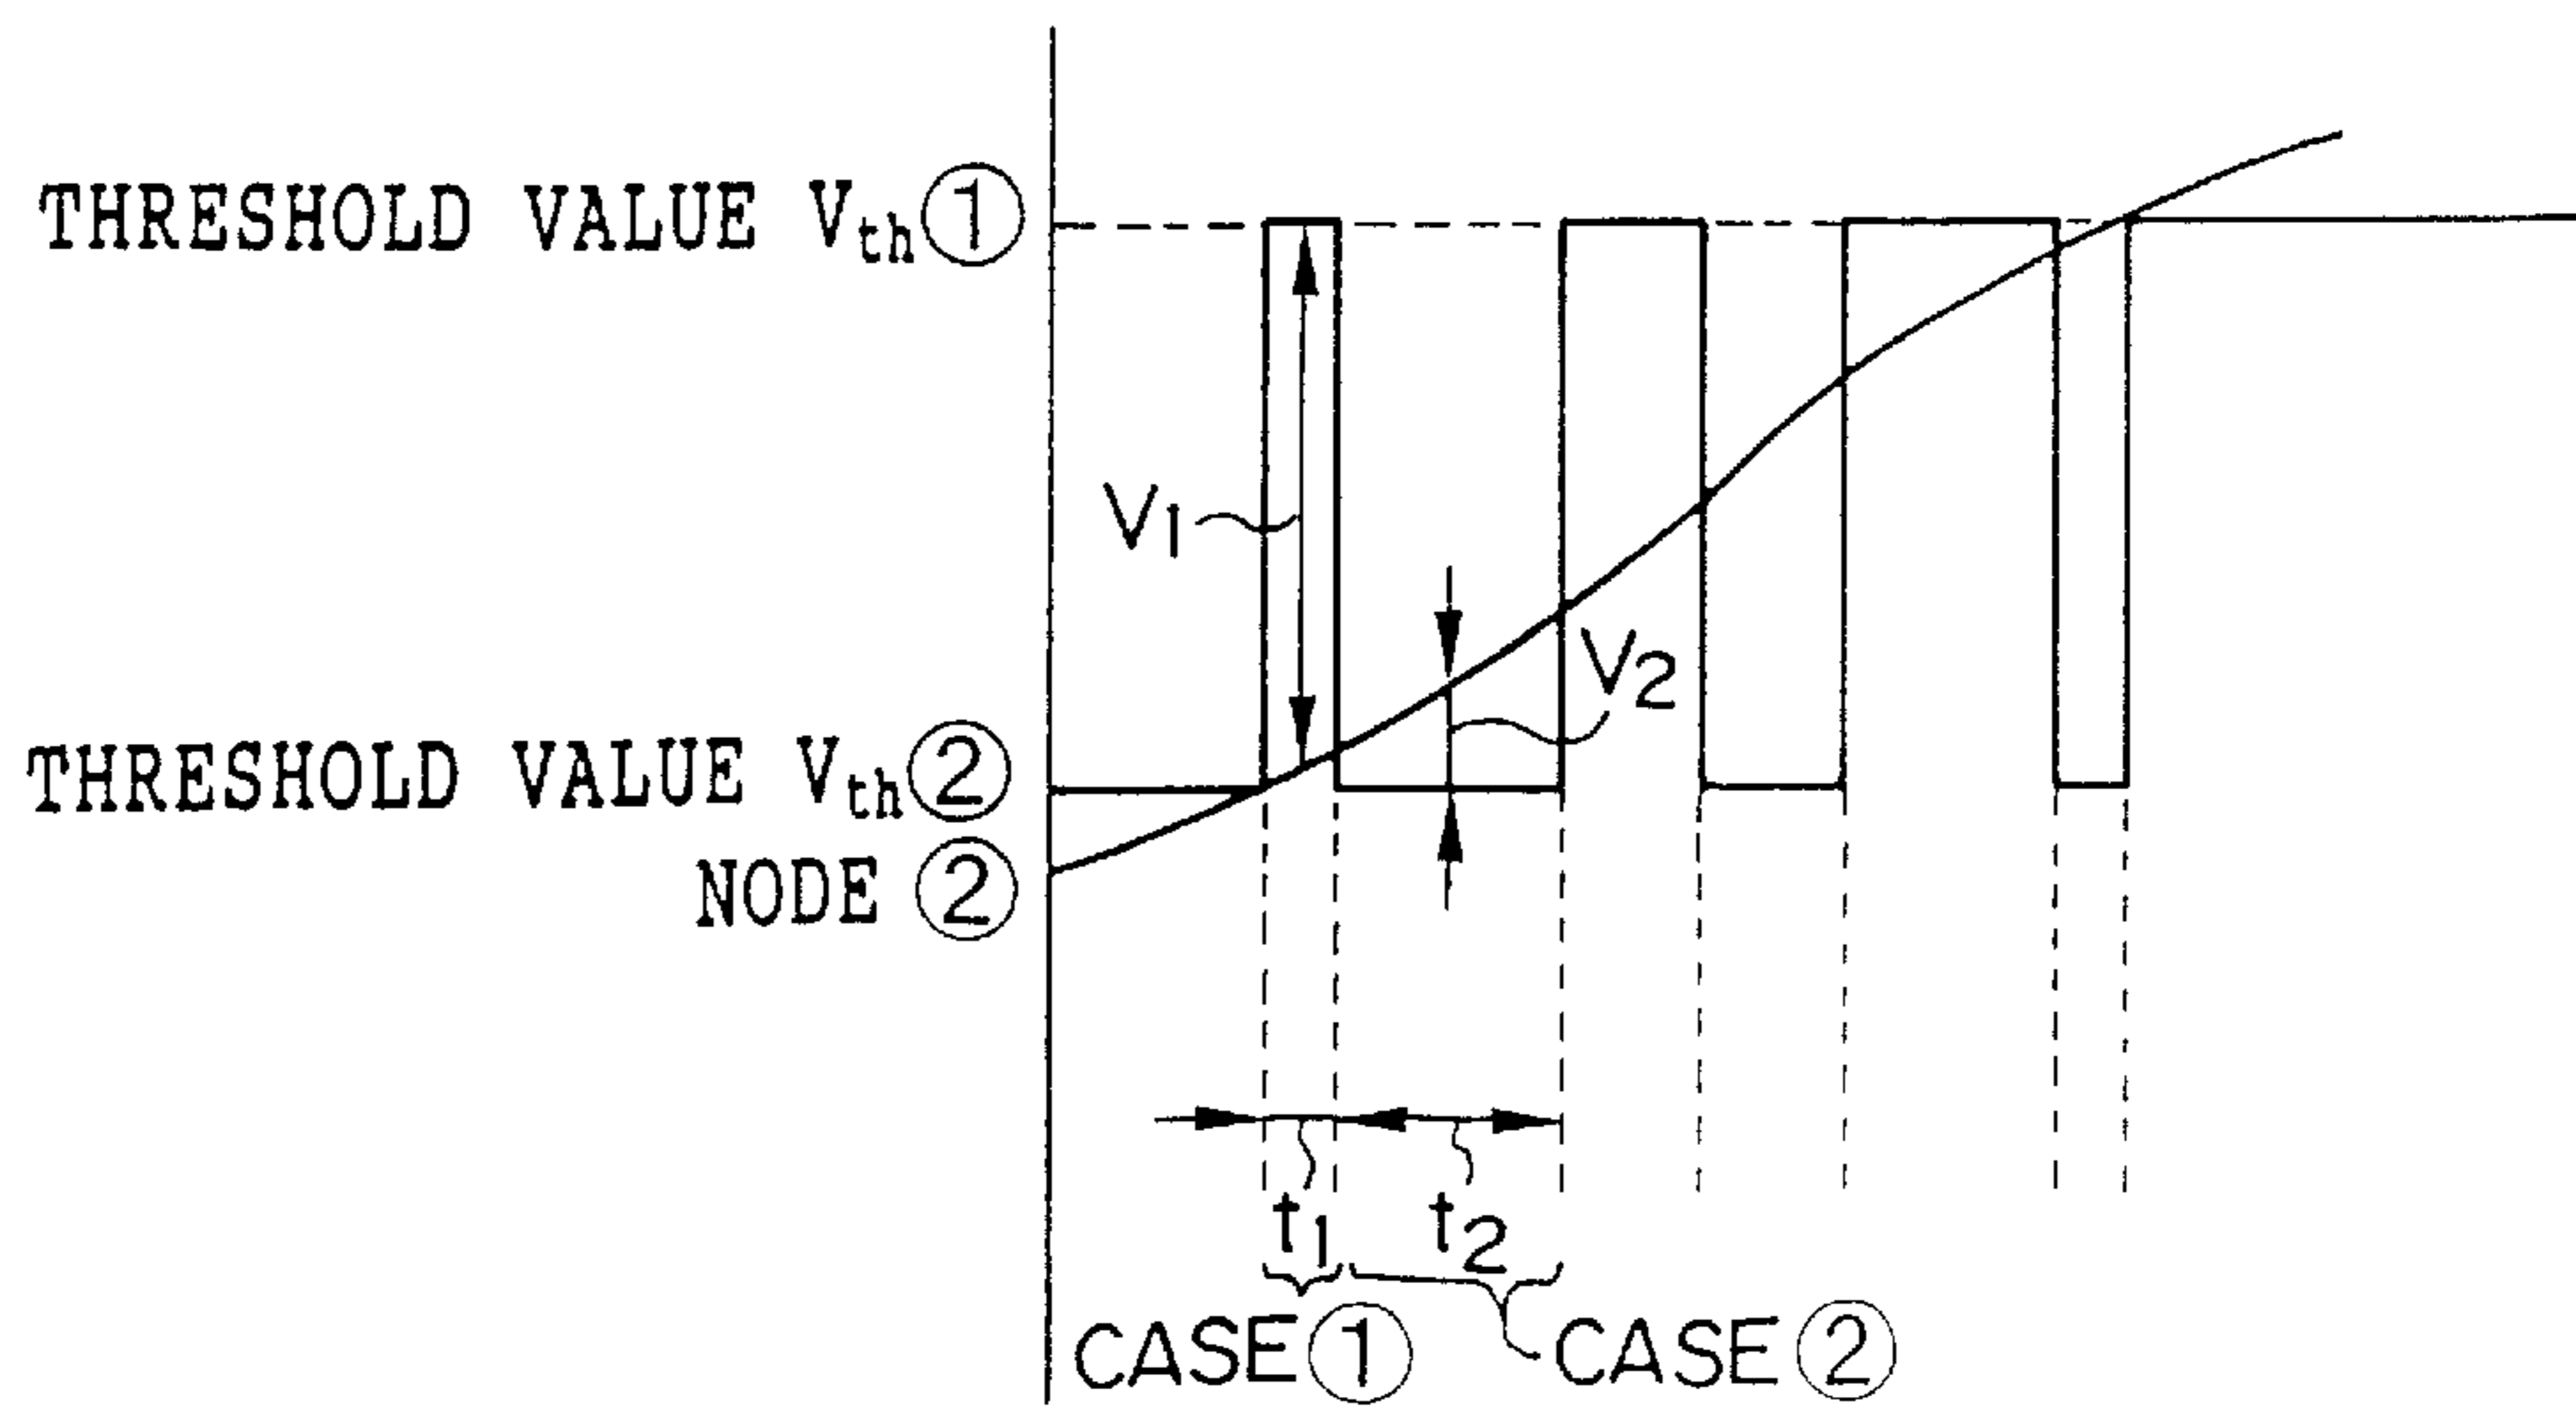 THRESHOLD VALUE Vth①
V1
V2
THRESHOLD VALUE Vth②
NODE ②
t1
t2
CASE①
CASE②